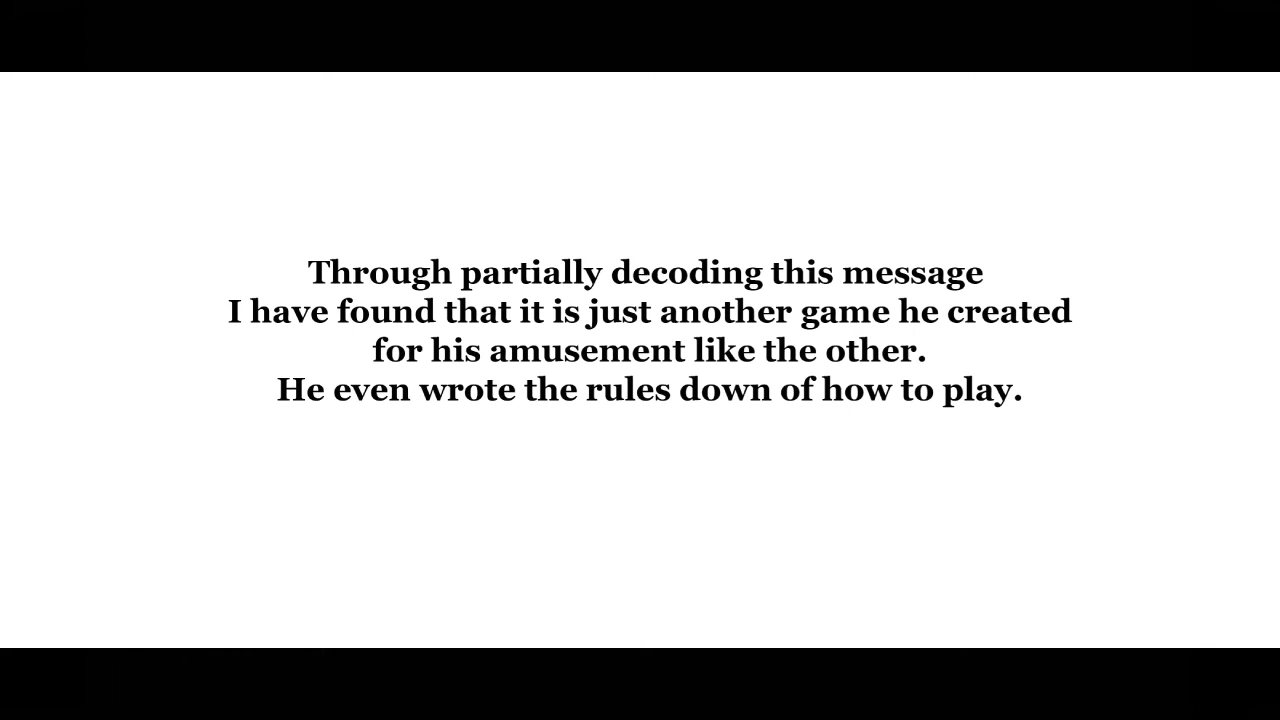 Through partially decoding this message
I have found that it is just another game he created
for his amusement like the other.
He even wrote the rules down of how to play.